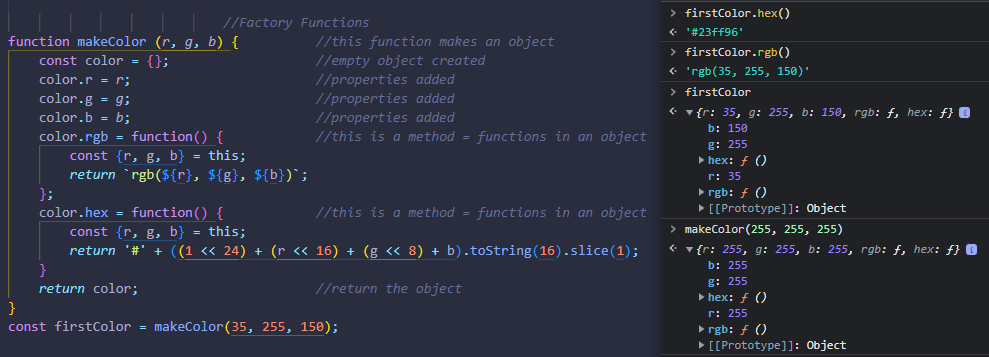 //Factory Functions
function makeColor (r, g, b) { //this function makes an object
const color = {}; //empty object created
color.r = r; //properties added
color.g = g; //properties added
color.b = b; //properties added
color.rgb = function() { //this is a method = functions in an object
const {r, g, b} = this;
return `rgb(${r}, ${g}, ${b})`;
};
color.hex = function() { //this is a method = functions in an object
const {r, g, b} = this;
return '#' + ((1 << 24) + (r << 16) + (g << 8) + b).toString(16).slice(1);
}
return color; //return the object
}
const firstColor = makeColor(35, 255, 150);
> firstColor.hex()
'#23ff96'
> firstColor.rgb()
'rgb(35, 255, 150)'
> firstColor
{r: 35, g: 255, b: 150, rgb: ƒ, hex: ƒ} i
b: 150
g: 255
hex: ƒ ()
r: 35
rgb: ƒ ()
[[Prototype]]: Object
> makeColor(255, 255, 255)
{r: 255, g: 255, b: 255, rgb: ƒ, hex: ƒ} i
b: 255
g: 255
hex: ƒ ()
r: 255
rgb: ƒ ()
[[Prototype]]: Object